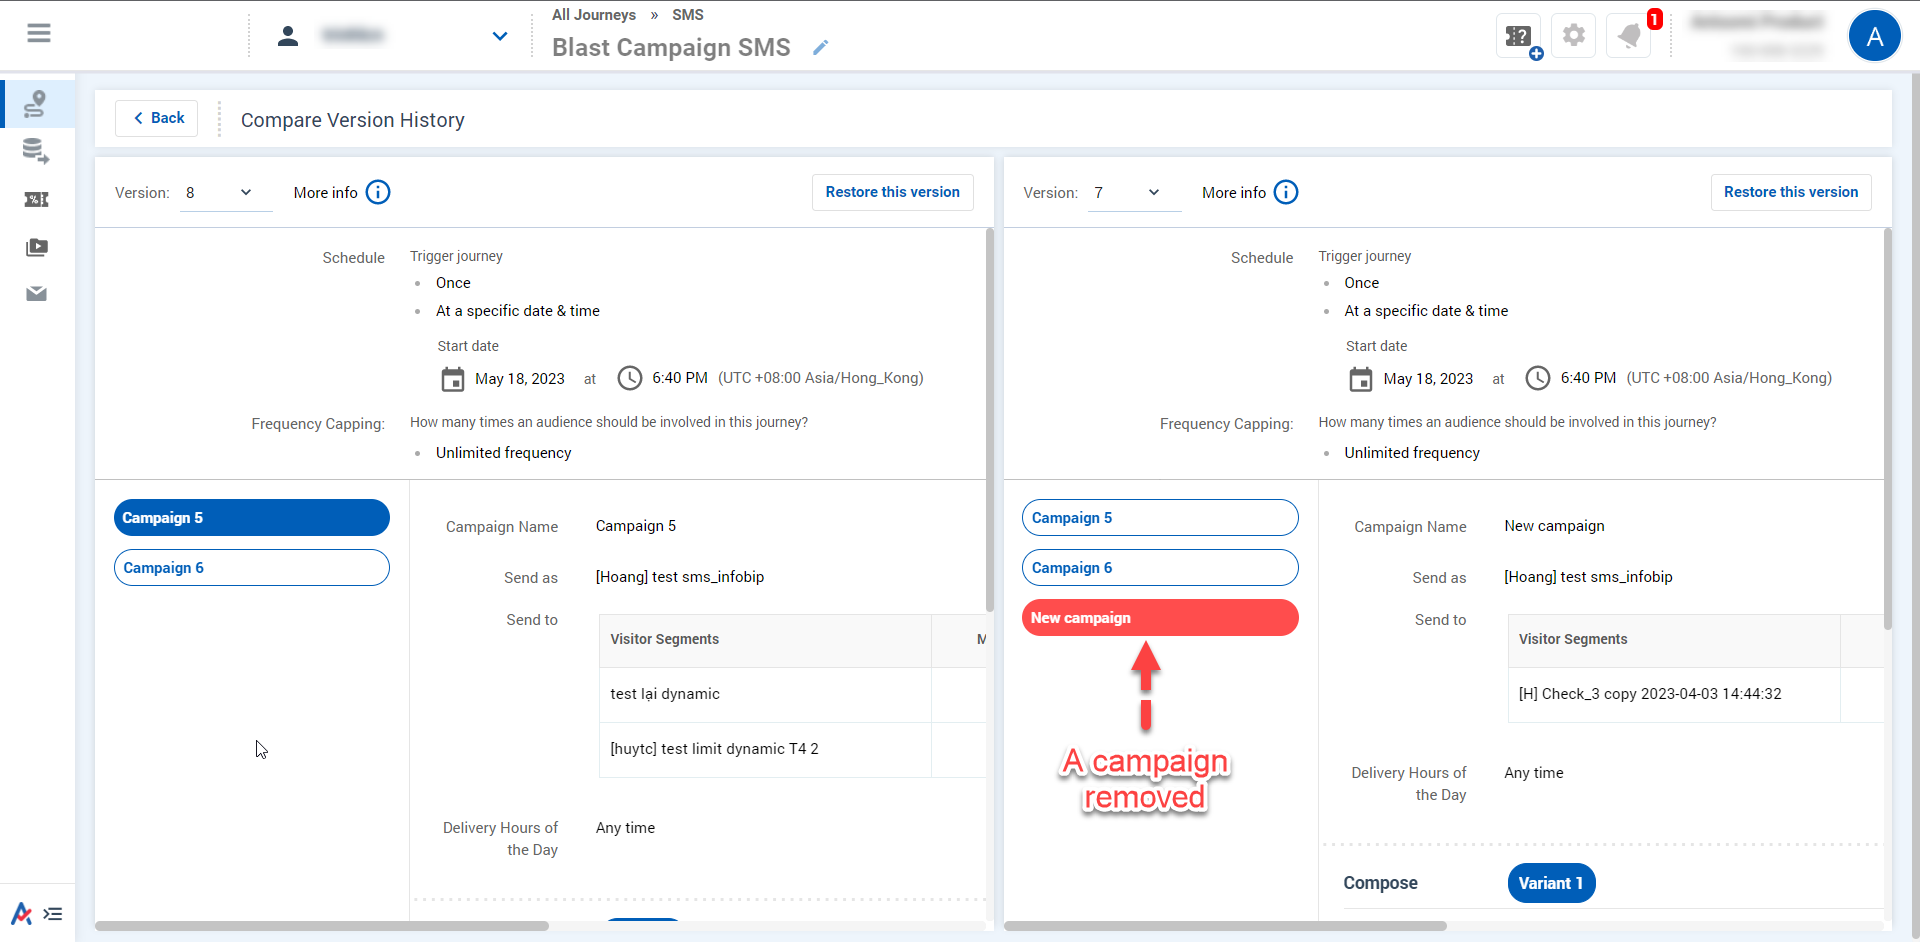 All Journeys » SMS
Blast Campaign SMS
1
A
Back
Compare Version History
Version: 8
More info
Restore this version
Schedule
Trigger journey
Once
At a specific date & time
Start date
May 18, 2023 at 6:40 PM (UTC +08:00 Asia/Hong_Kong)
Frequency Capping:
How many times an audience should be involved in this journey?
Unlimited frequency
Campaign 5
Campaign 6
Campaign Name
Campaign 5
Send as
[Hoang] test sms_infobip
Send to
Visitor Segments
M
test lại dynamic
[huytc] test limit dynamic T4 2
Delivery Hours of
the Day
Any time
Version: 7
More info
Restore this version
Schedule
Trigger journey
Once
At a specific date & time
Start date
May 18, 2023 at 6:40 PM (UTC +08:00 Asia/Hong_Kong)
Frequency Capping:
How many times an audience should be involved in this journey?
Unlimited frequency
Campaign 5
Campaign 6
New campaign
A campaign
removed
Campaign Name
New campaign
Send as
[Hoang] test sms_infobip
Send to
Visitor Segments
[H] Check_3 copy 2023-04-03 14:44:32
Delivery Hours of
the Day
Any time
Compose
Variant 1